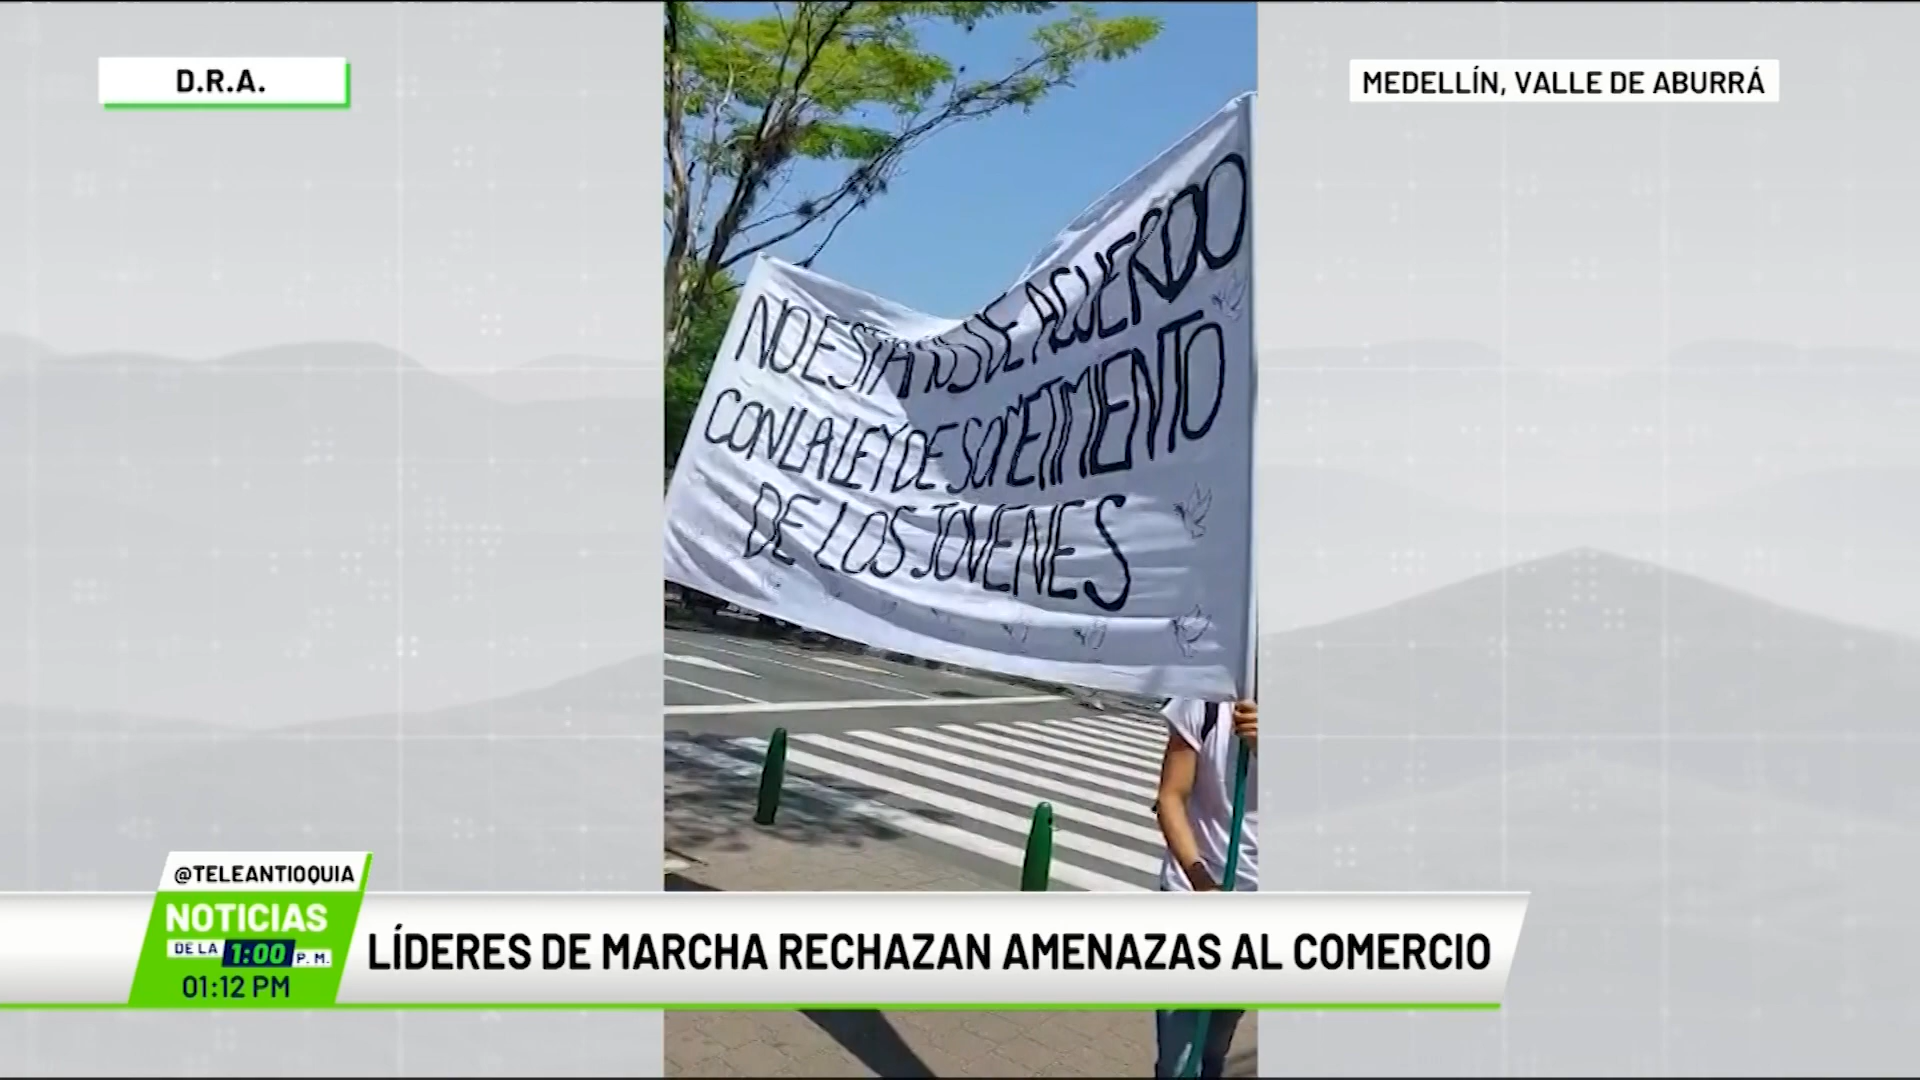 D.R.A.
MEDELLÍN, VALLE DE ABURRÁ
NO ESTAMOS DE ACUERDO
CON LA LEY DE SOMETIMIENTO
DE LOS JOVENES
@TELEANTIOQUIA
NOTICIAS
DE LA 1:00 P. M.
01:12 PM
LÍDERES DE MARCHA RECHAZAN AMENAZAS AL COMERCIO